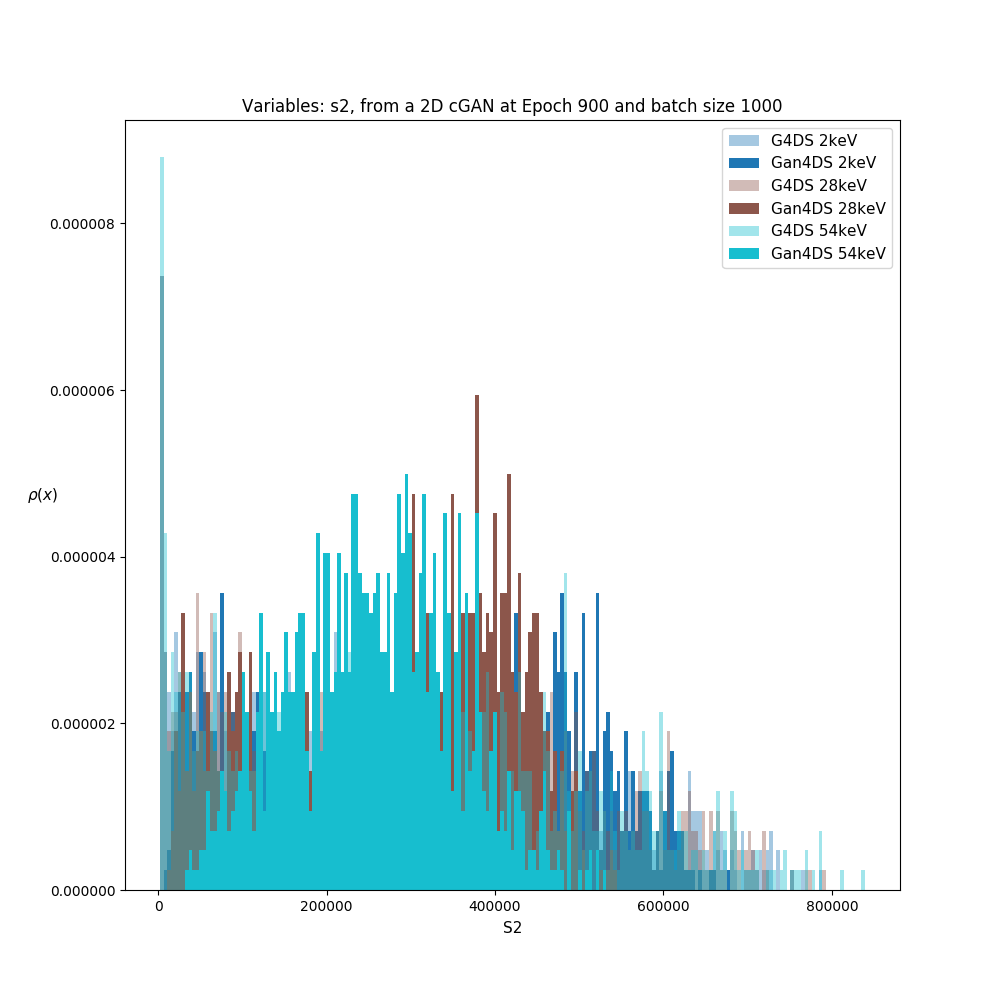 Variables: s2, from a 2D cGAN at Epoch 900 and batch size 1000
G4DS 2keV
Gan4DS 2keV
G4DS 28keV
Gan4DS 28keV
G4DS 54keV
Gan4DS 54keV
0.000008
0.000006
ρ(x)
0.000004
0.000002
0.000000
0 200000 400000 600000 800000
S2